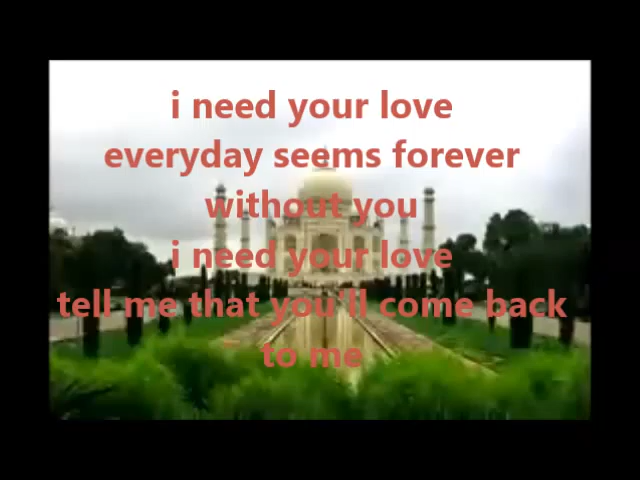 i need your love
everyday seems forever
without you
i need your love
tell me that you'll come back
to me